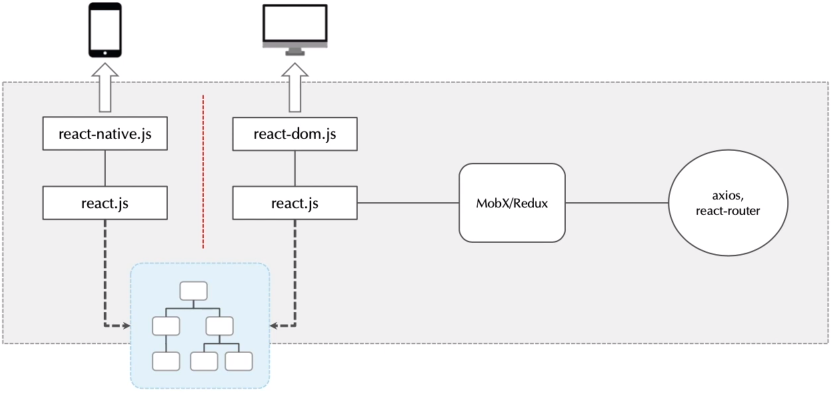 react-native.js
react-dom.js
react.js
react.js
MobX/Redux
axios,
react-router